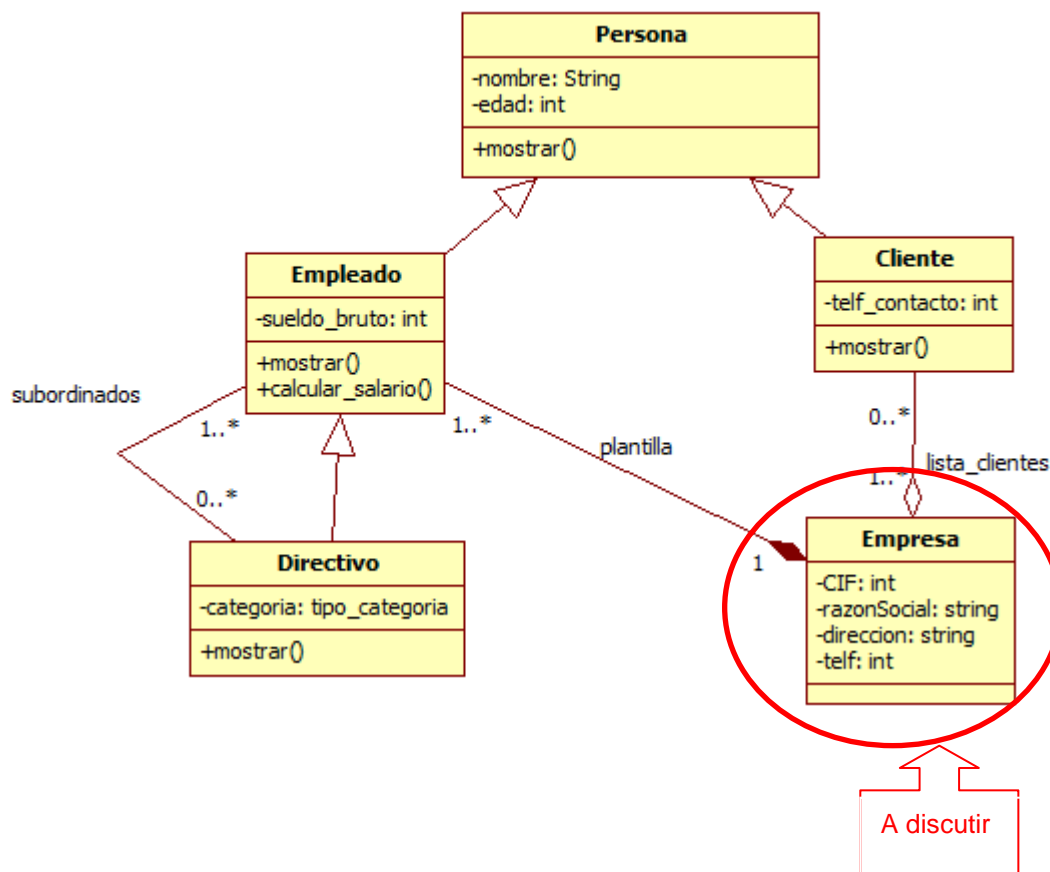 Persona
-nombre: String
-edad: int
+mostrar()
Empleado
-sueldo_bruto: int
+mostrar()
+calcular_salario()
Cliente
-telf_contacto: int
+mostrar()
subordinados
1..*
1..*
0..*
plantilla
0..*
lista_clientes
1..*
Directivo
-categoria: tipo_categoria
+mostrar()
1
Empresa
-CIF: int
-razonSocial: string
-direccion: string
-telf: int
A discutir